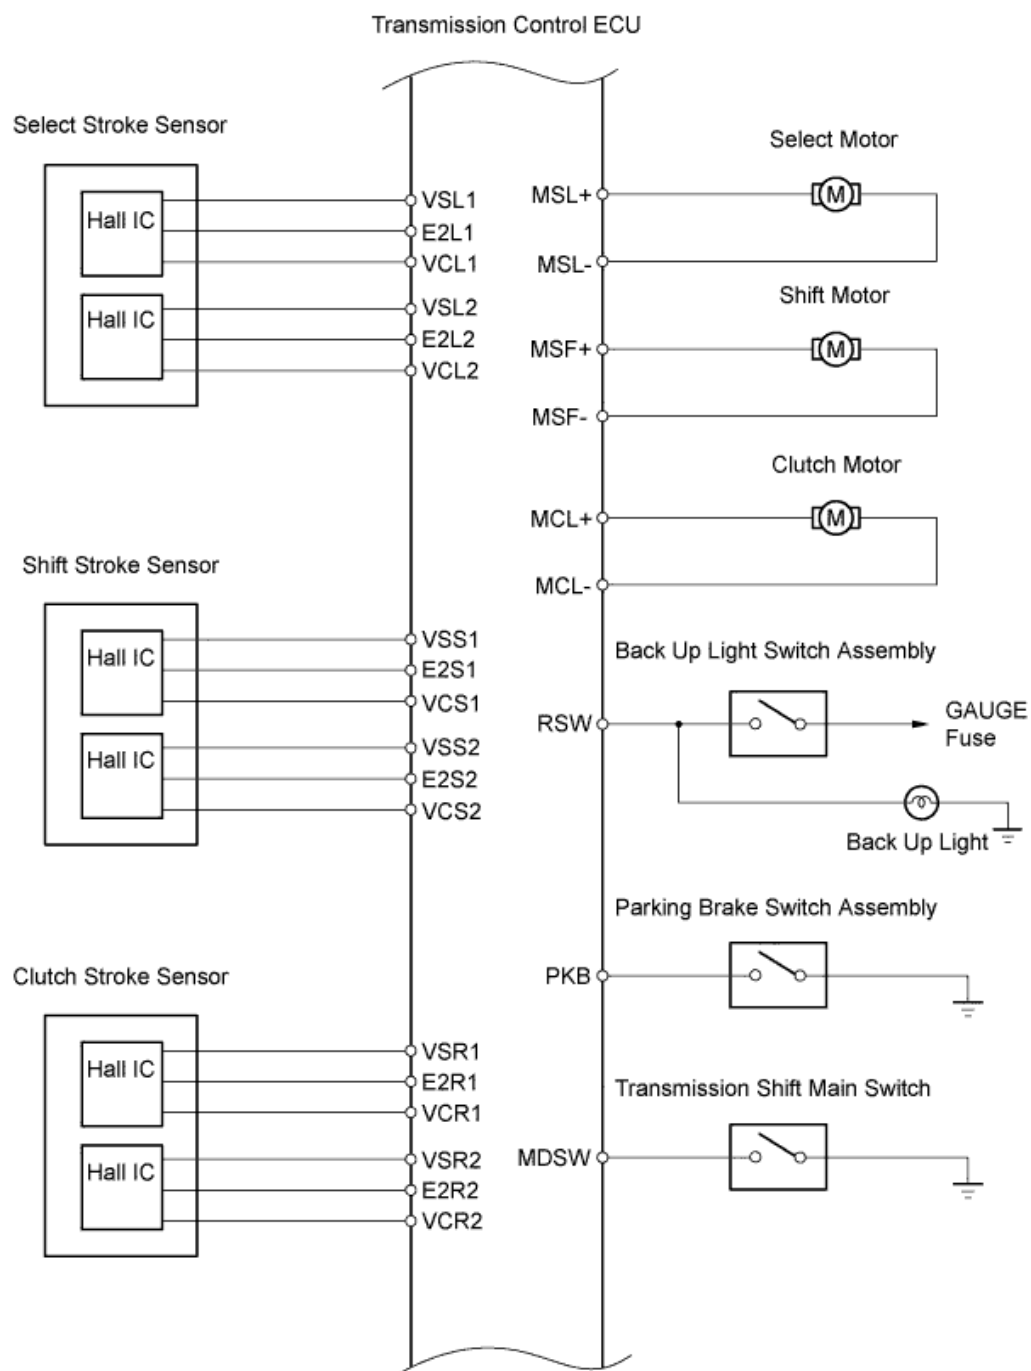 Transmission Control ECU
Select Stroke Sensor
Hall IC
VSL1
E2L1
VCL1
Hall IC
VSL2
E2L2
VCL2
Shift Stroke Sensor
Hall IC
VSS1
E2S1
VCS1
Hall IC
VSS2
E2S2
VCS2
Clutch Stroke Sensor
Hall IC
VSR1
E2R1
VCR1
Hall IC
VSR2
E2R2
VCR2
Select Motor
MSL+
M
MSL-
Shift Motor
MSF+
M
MSF-
Clutch Motor
MCL+
M
MCL-
Back Up Light Switch Assembly
RSW
GAUGE
Fuse
Back Up Light
Parking Brake Switch Assembly
PKB
Transmission Shift Main Switch
MDSW